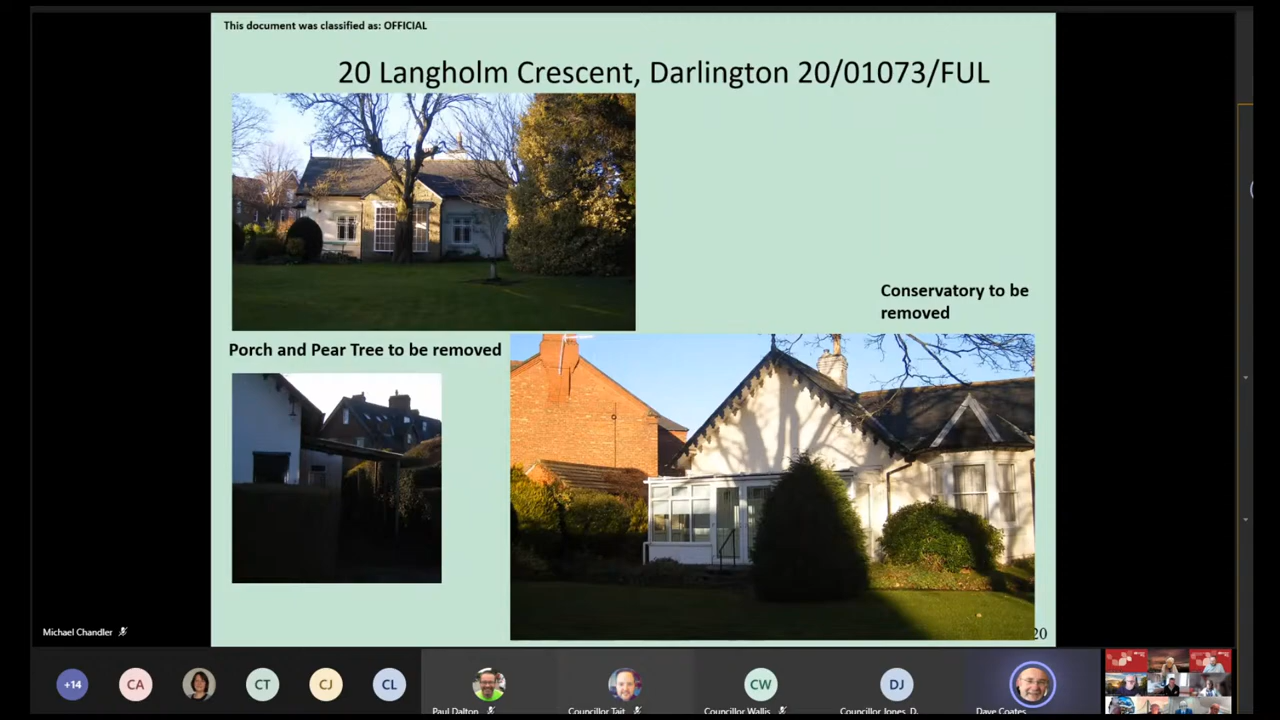 This document was classified as: OFFICIAL
20 Langholm Crescent, Darlington 20/01073/FUL
Conservatory to be
removed
Porch and Pear Tree to be removed
20
Michael Chandler
+14
CA
CT
CJ
CL
CW
DJ
Paul Dalton
Councillor Tait
Councillor Wallis
Councillor Jones, D.
Dave Coates